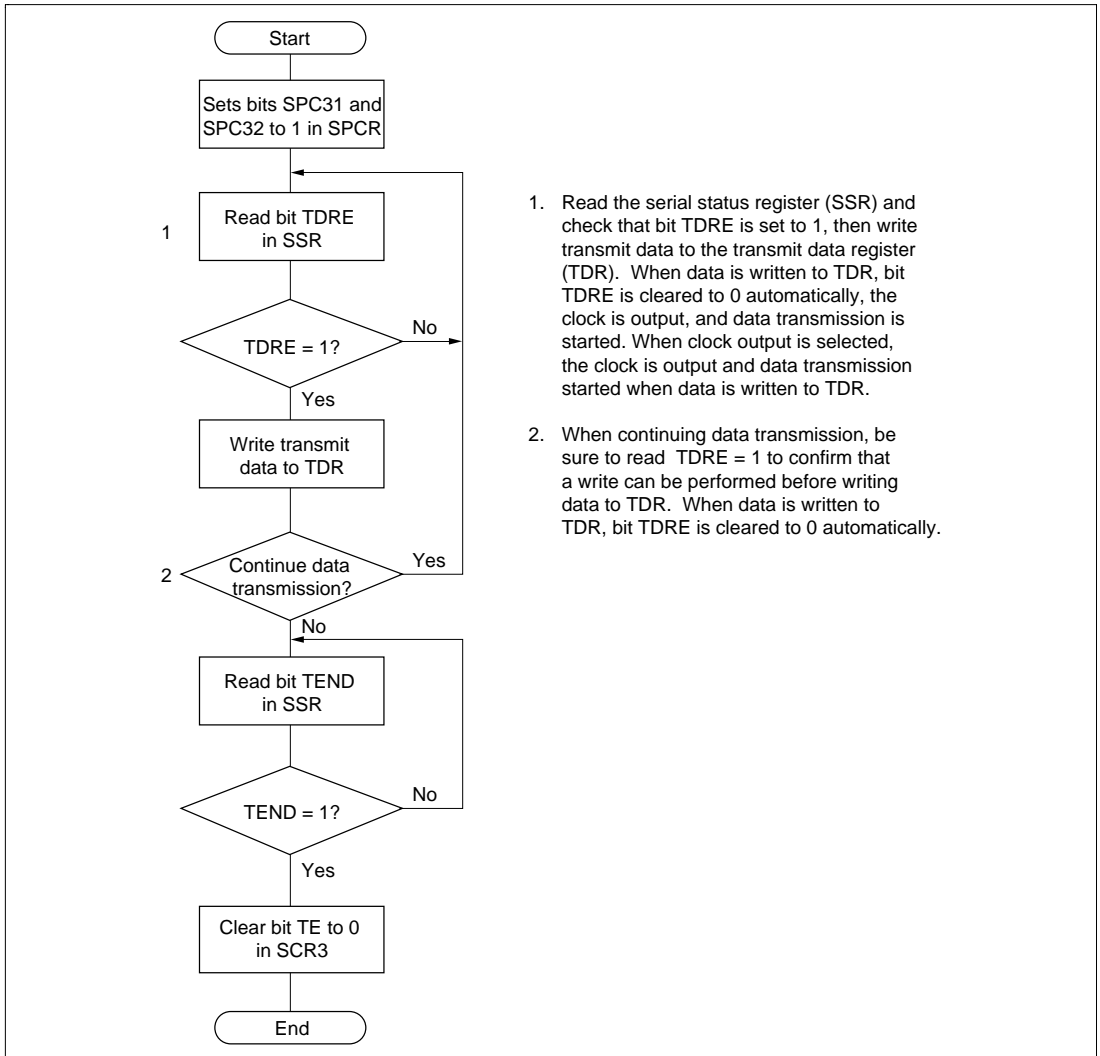 Start
Sets bits SPC31 and
SPC32 to 1 in SPCR
1
Read bit TDRE
in SSR
TDRE = 1?
No
Yes
Write transmit
data to TDR
2
Continue data
transmission?
Yes
No
Read bit TEND
in SSR
TEND = 1?
No
Yes
Clear bit TE to 0
in SCR3
End
1. Read the serial status register (SSR) and
check that bit TDRE is set to 1, then write
transmit data to the transmit data register
(TDR). When data is written to TDR, bit
TDRE is cleared to 0 automatically, the
clock is output, and data transmission is
started. When clock output is selected,
the clock is output and data transmission
started when data is written to TDR.
2. When continuing data transmission, be
sure to read TDRE = 1 to confirm that
a write can be performed before writing
data to TDR. When data is written to
TDR, bit TDRE is cleared to 0 automatically.